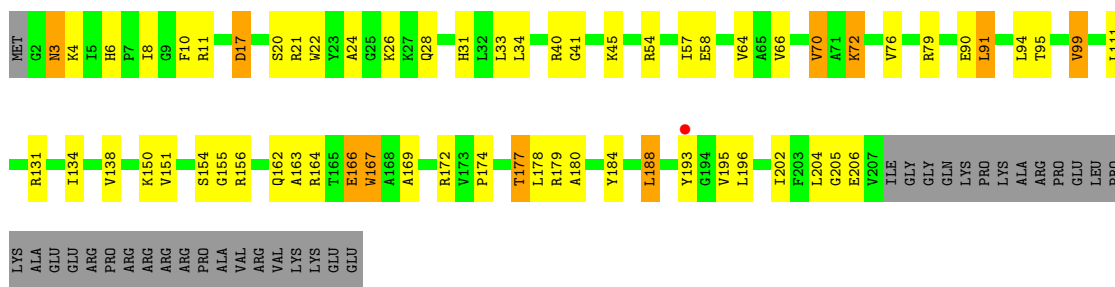 MET G2 N3 K4 I5 H6 P7 I8 G9 F10 R11 D17 S20 R21 W22 Y23 A24 G25 K26 K27 Q28 H31 L32 L33 L34 R40 G41 K45 R54 I57 E58 V64 A65 V66 V70 A71 K72 V76 R79 E90 L91 L94 T95 V99 L111
R131 I134 V138 K150 V151 S154 G155 R156 Q162 A163 R164 T165 E166 W167 A168 A169 R172 V173 P174 T177 L178 R179 A180 Y184 L188 Y193 G194 V195 L196 I202 F203 L204 G205 E206 V207 ILE GLY GLY GLN LYS PRO LYS ALA ARG PRO GLU LEU PRO
LYS ALA GLU GLU ARG PRO ARG ARG ARG ARG ARG PRO ALA VAL ARG VAL LYS LYS GLU GLU